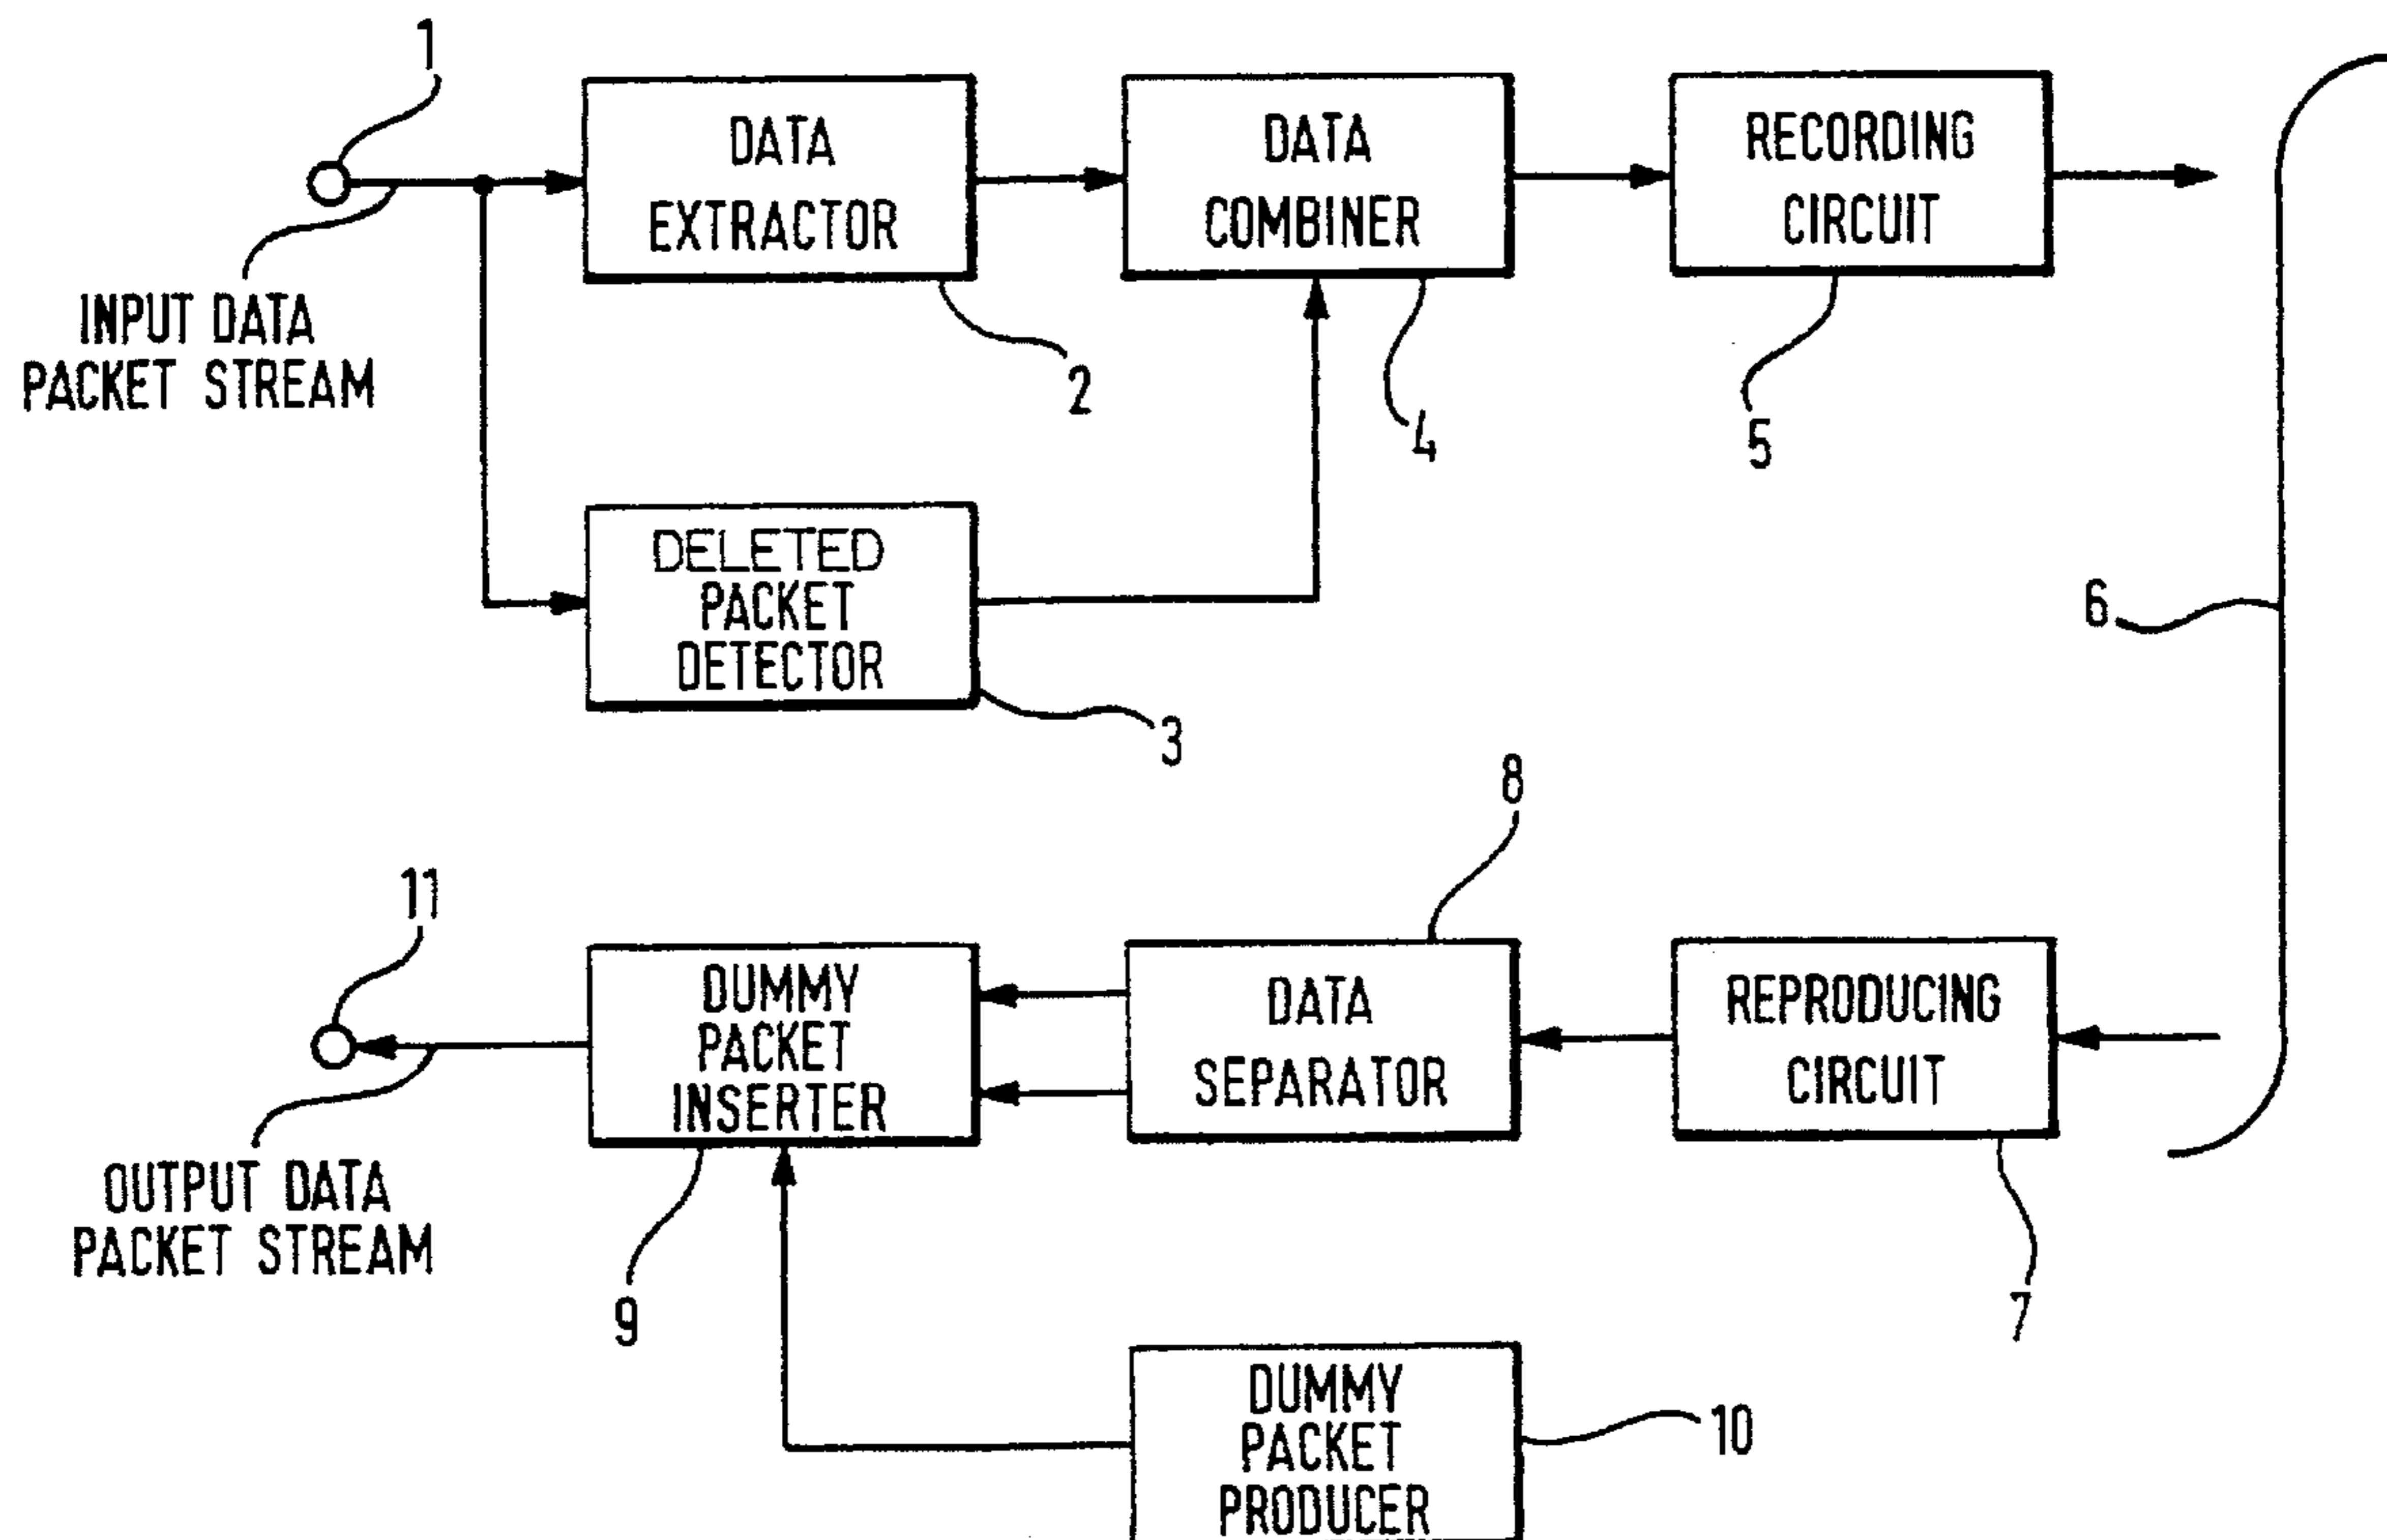 1
DATA
EXTRACTOR
DATA
COMBINER
RECORDING
CIRCUIT
INPUT DATA
PACKET STREAM
2
4
5
DELETED
PACKET
DETECTOR
6
3
8
11
DUMMY
PACKET
INSERTER
DATA
SEPARATOR
REPRODUCING
CIRCUIT
OUTPUT DATA
PACKET STREAM
9
7
DUMMY
PACKET
PRODUCER
10